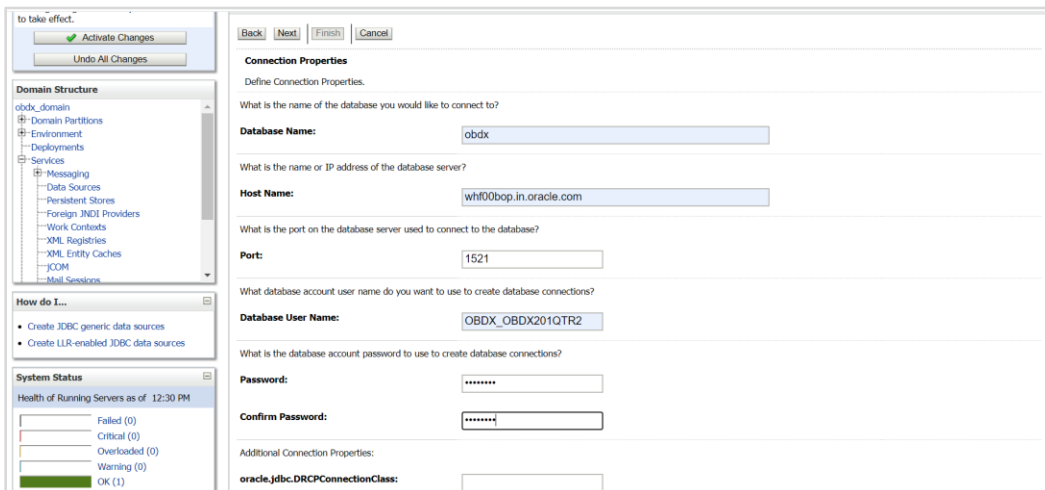 to take effect.
Activate Changes
Undo All Changes
Domain Structure
obdx_domain
Domain Partitions
Environment
Deployments
Services
Messaging
Data Sources
Persistent Stores
Foreign JNDI Providers
Work Contexts
XML Registries
XML Entity Caches
jCOM
Mail Sessions
How do I...
Create JDBC generic data sources
Create LLR-enabled JDBC data sources
System Status
Health of Running Servers as of 12:30 PM
Failed (0)
Critical (0)
Overloaded (0)
Warning (0)
OK (1)
Back Next Finish Cancel
Connection Properties
Define Connection Properties.
What is the name of the database you would like to connect to?
Database Name: obdx
What is the name or IP address of the database server?
Host Name: whf00bop.in.oracle.com
What is the port on the database server used to connect to the database?
Port: 1521
What database account user name do you want to use to create database connections?
Database User Name: OBDX_OBDX201QTR2
What is the database account password to use to create database connections?
Password: ••••••••
Confirm Password: ••••••••
Additional Connection Properties:
oracle.jdbc.DRCPConnectionClass: